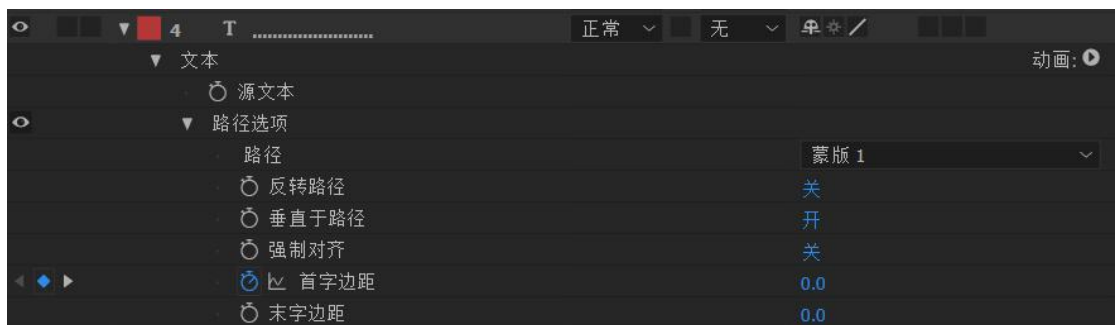 4 T ........................ 正常 无
文本 动画:
源文本
路径选项
路径 蒙版 1
反转路径 关
垂直于路径 开
强制对齐 关
首字边距 0.0
末字边距 0.0